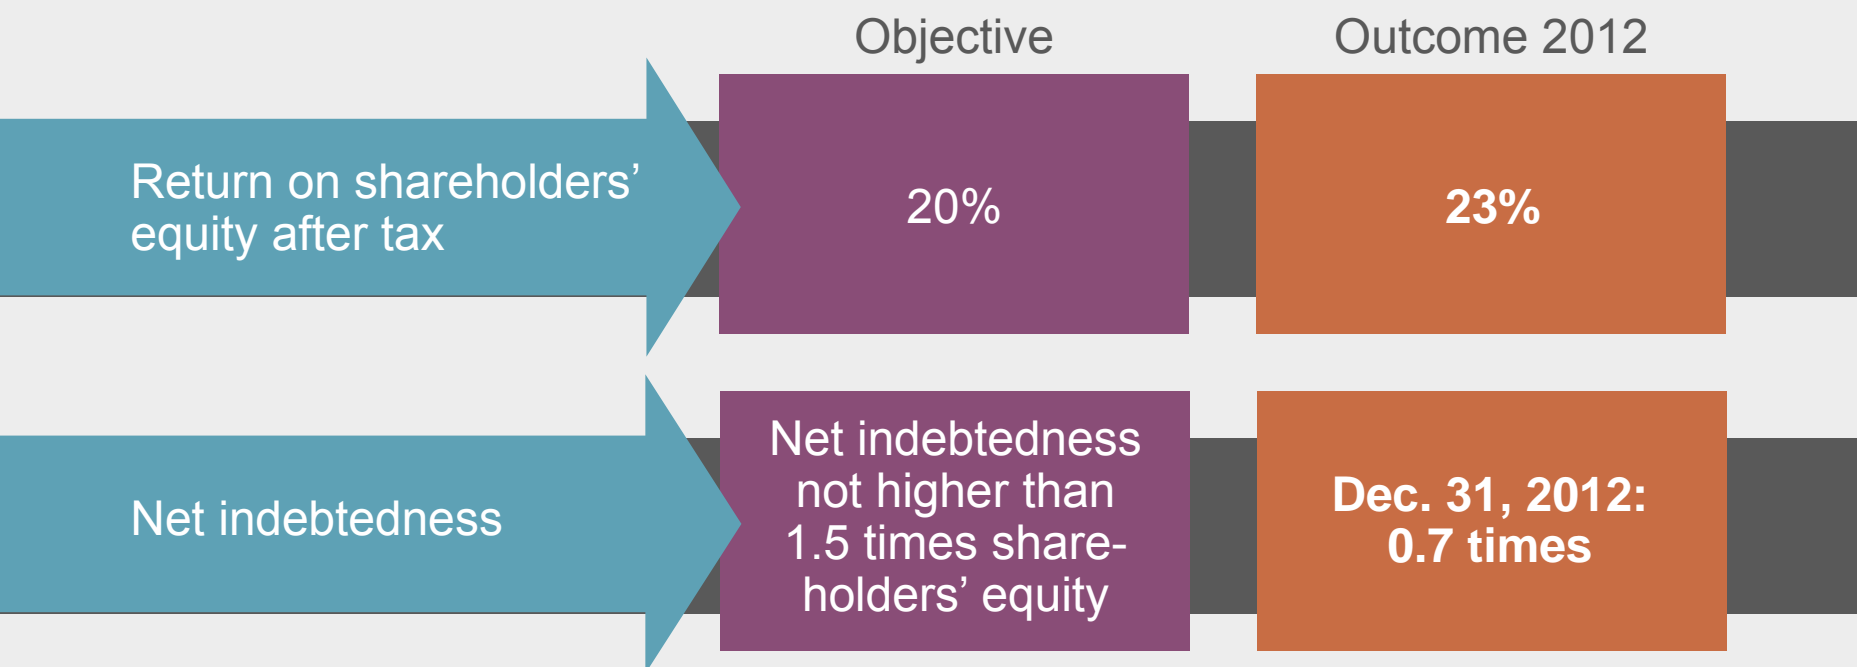 Objective
Outcome 2012
Return on shareholders’
equity after tax
20%
23%
Net indebtedness
Net indebtedness
not higher than
1.5 times share-
holders’ equity
Dec. 31, 2012:
0.7 times